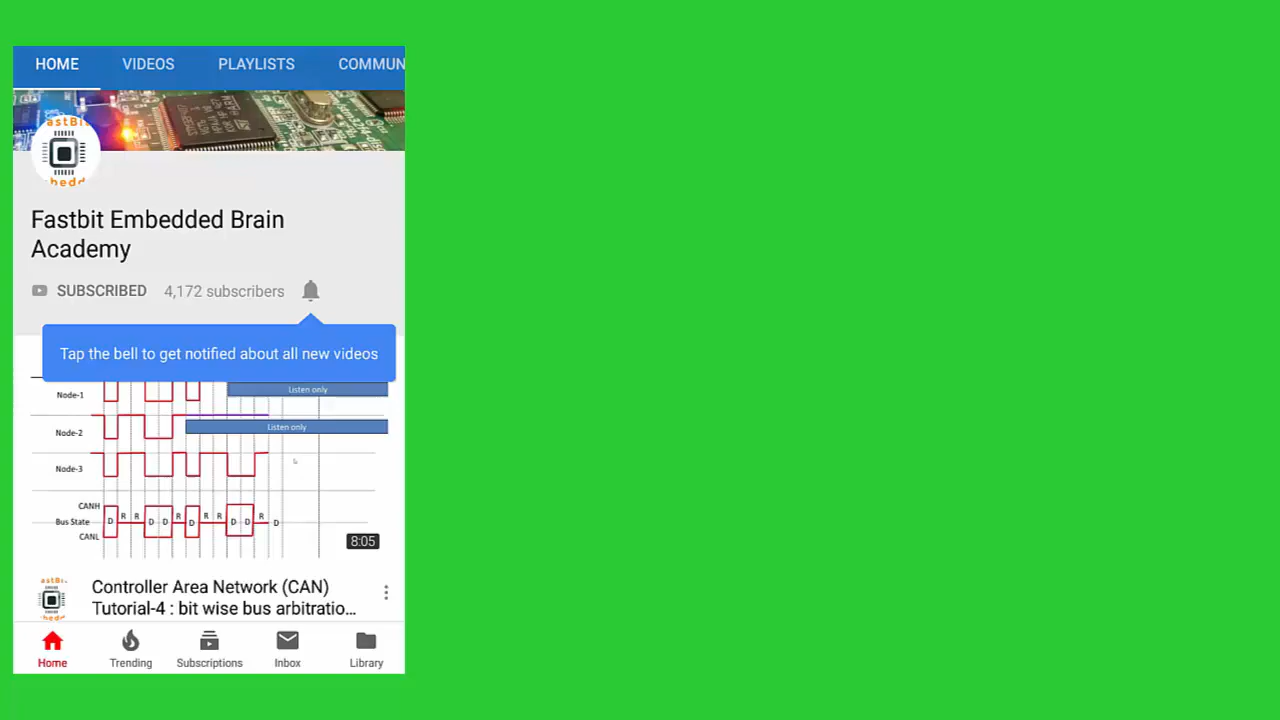 HOME VIDEOS PLAYLISTS COMMUN
astBi
hedd
Fastbit Embedded Brain
Academy
SUBSCRIBED 4,172 subscribers
Tap the bell to get notified about all new videos
Node-1 Listen only
Node-2 Listen only
Node-3
CANH
Bus State D R R D D R D R R D D R D
CANL
8:05
Controller Area Network (CAN)
Tutorial-4 : bit wise bus arbitratio...
Home Trending Subscriptions Inbox Library